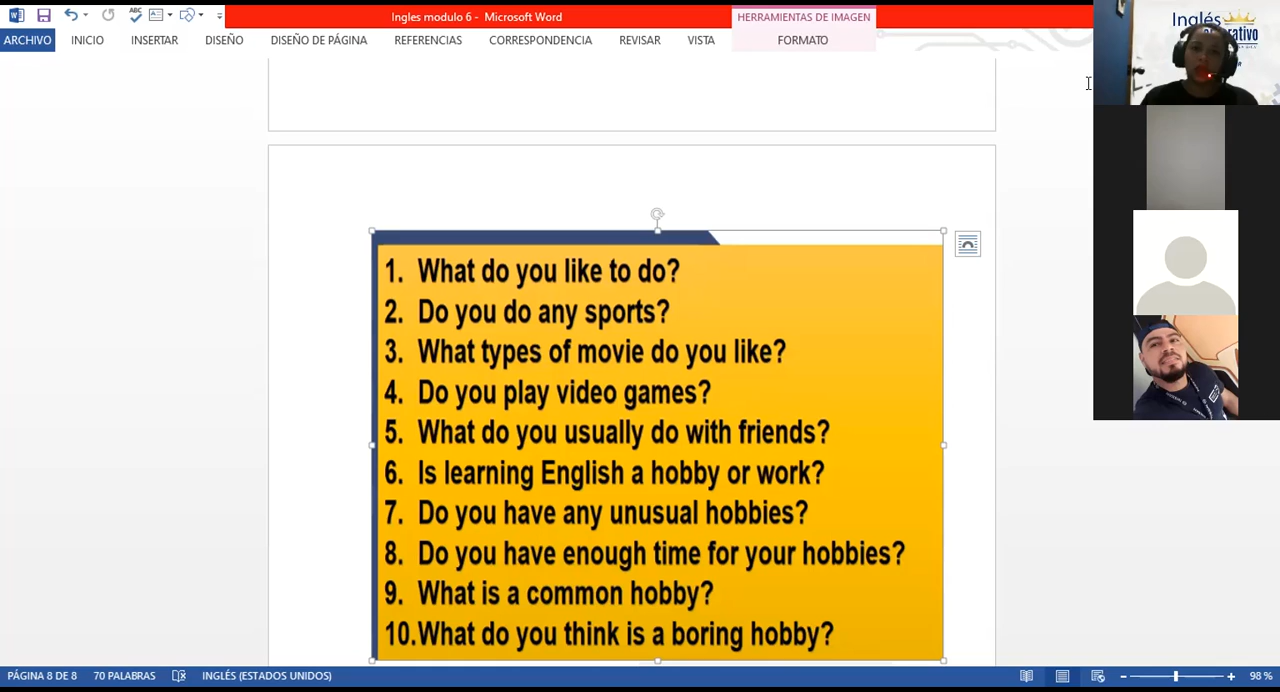 Ingles modulo 6 - Microsoft Word
HERRAMIENTAS DE IMAGEN
ARCHIVO INICIO INSERTAR DISEÑO DISEÑO DE PÁGINA REFERENCIAS CORRESPONDENCIA REVISAR VISTA FORMATO
Inglés
1. What do you like to do?
2. Do you do any sports?
3. What types of movie do you like?
4. Do you play video games?
5. What do you usually do with friends?
6. Is learning English a hobby or work?
7. Do you have any unusual hobbies?
8. Do you have enough time for your hobbies?
9. What is a common hobby?
10.What do you think is a boring hobby?
PÁGINA 8 DE 8 70 PALABRAS INGLÉS (ESTADOS UNIDOS) 98 %